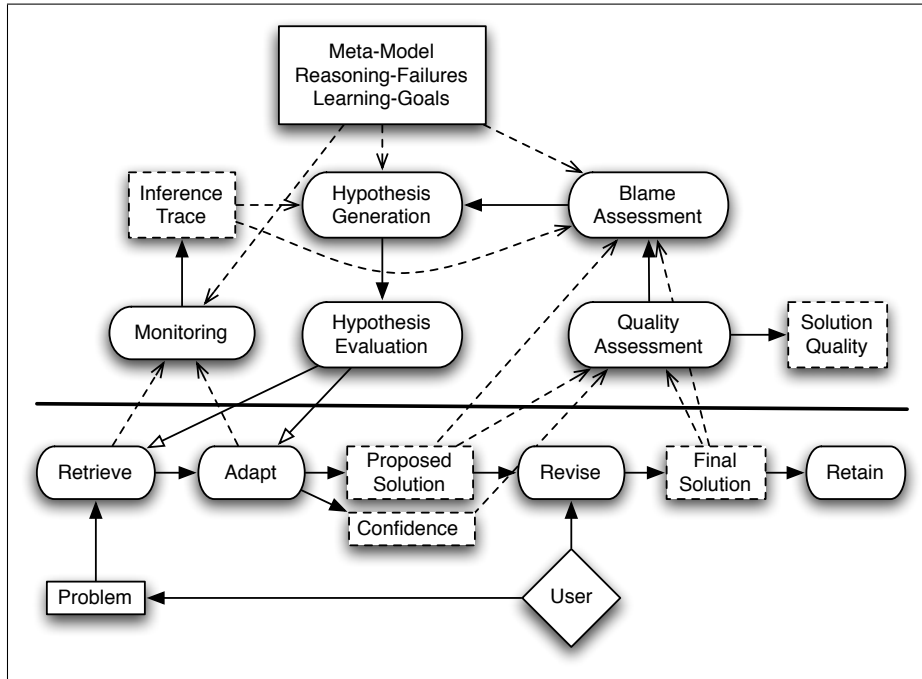 Meta-Model
Reasoning-Failures
Learning-Goals
Inference
Trace
Hypothesis
Generation
Blame
Assessment
Monitoring
Hypothesis
Evaluation
Quality
Assessment
Solution
Quality
Retrieve
Adapt
Proposed
Solution
Revise
Final
Solution
Retain
Confidence
Problem
User